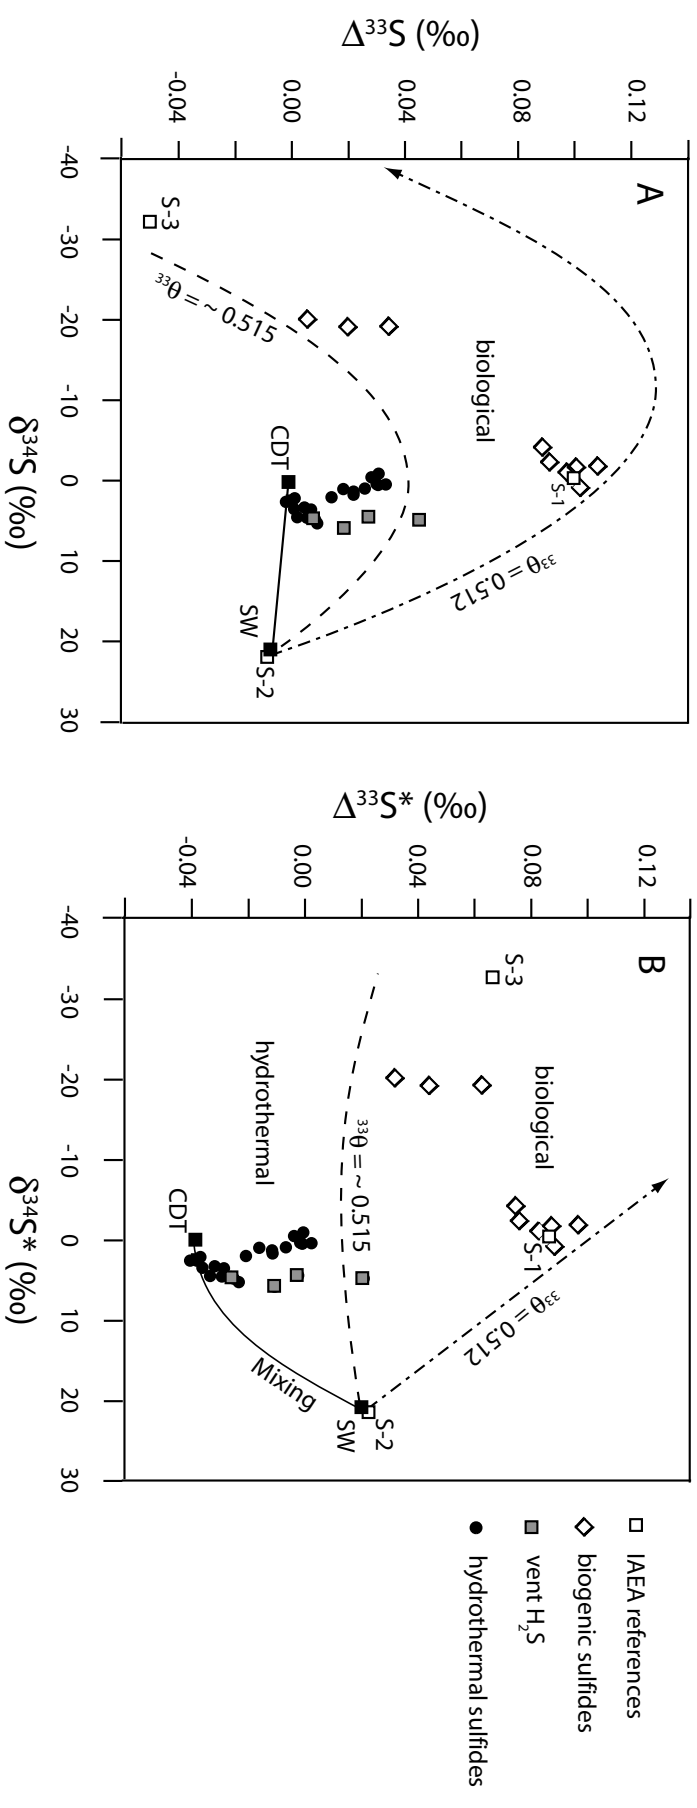 A
Δ³³S (‰)
0.12
0.08
0.04
0.00
-0.04
-40
-30
-20
-10
0
10
20
30
δ³⁴S (‰)
S-3
³³θ = ~ 0.515
biological
CDT
S-1
³³θ = 0.512
SW
S-2
B
Δ³³S* (‰)
0.12
0.08
0.04
0.00
-0.04
-40
-30
-20
-10
0
10
20
30
δ³⁴S* (‰)
S-3
biological
hydrothermal
³³θ = ~ 0.515
CDT
S-1
³³θ = 0.512
Mixing
S-2
SW
IAEA references
biogenic sulfides
vent H₂S
hydrothermal sulfides